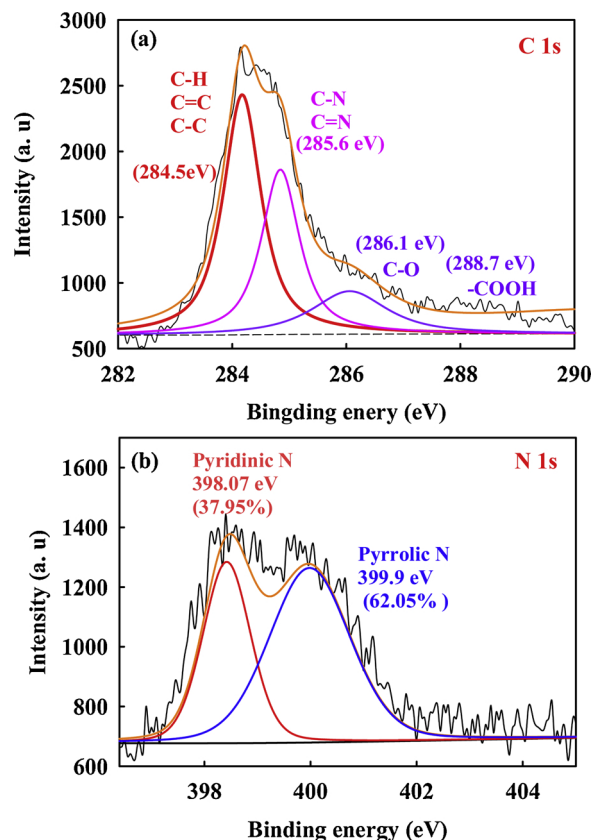 (a)
C 1s
C-H
C=C
C-C
(284.5eV)
C-N
C=N
(285.6 eV)
(286.1 eV)
C-O
(288.7 eV)
-COOH
Intensity (a. u)
3000
2500
2000
1500
1000
500
282 284 286 288 290
Bingding enery (eV)
(b)
N 1s
Pyridinic N
398.07 eV
(37.95%)
Pyrrolic N
399.9 eV
(62.05% )
Intensity (a. u)
1600
1400
1200
1000
800
600
398 400 402 404
Binding energy (eV)